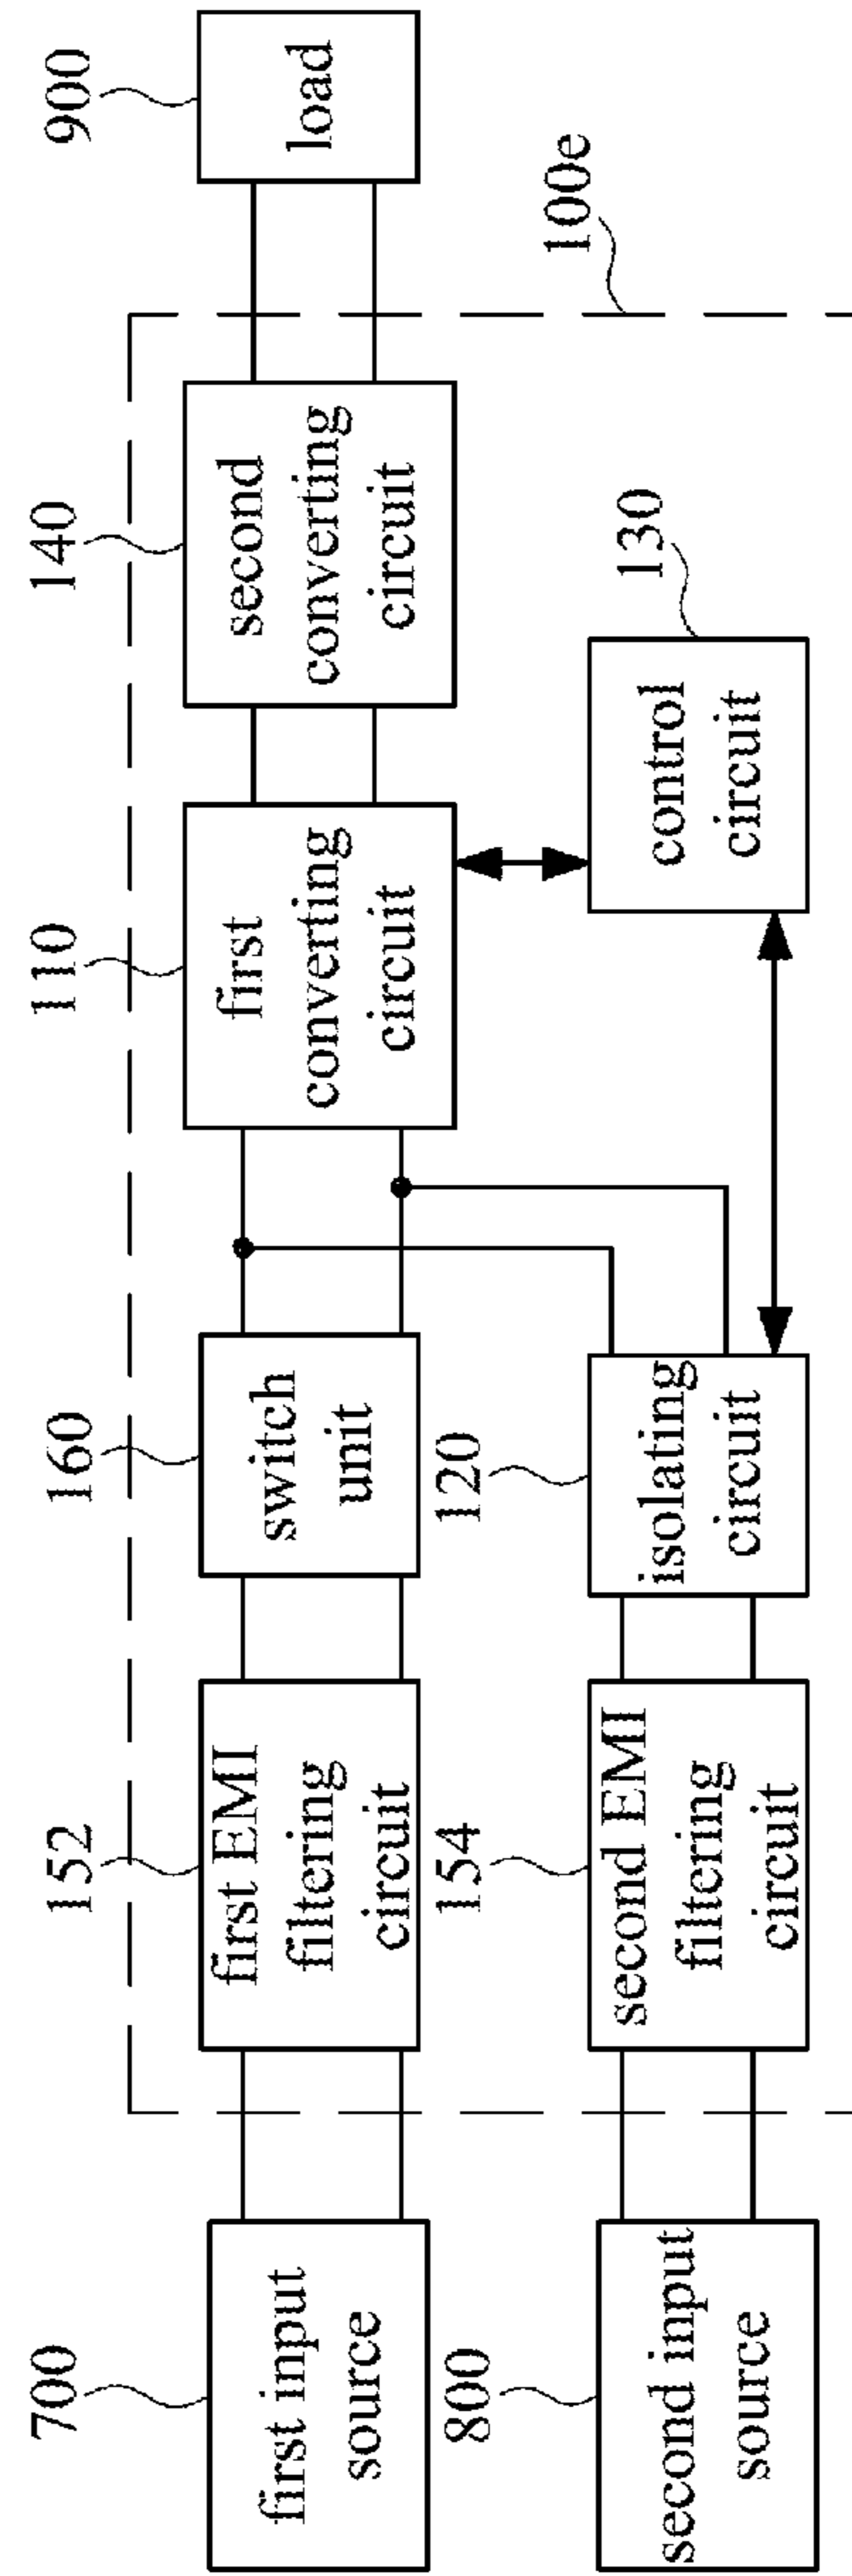 700
first input
source
152
first EMI
filtering
circuit
160
switch
unit
110
first
converting
circuit
140
second
converting
circuit
900
load
100e
800
second input
source
154
second EMI
filtering
circuit
120
isolating
circuit
130
control
circuit